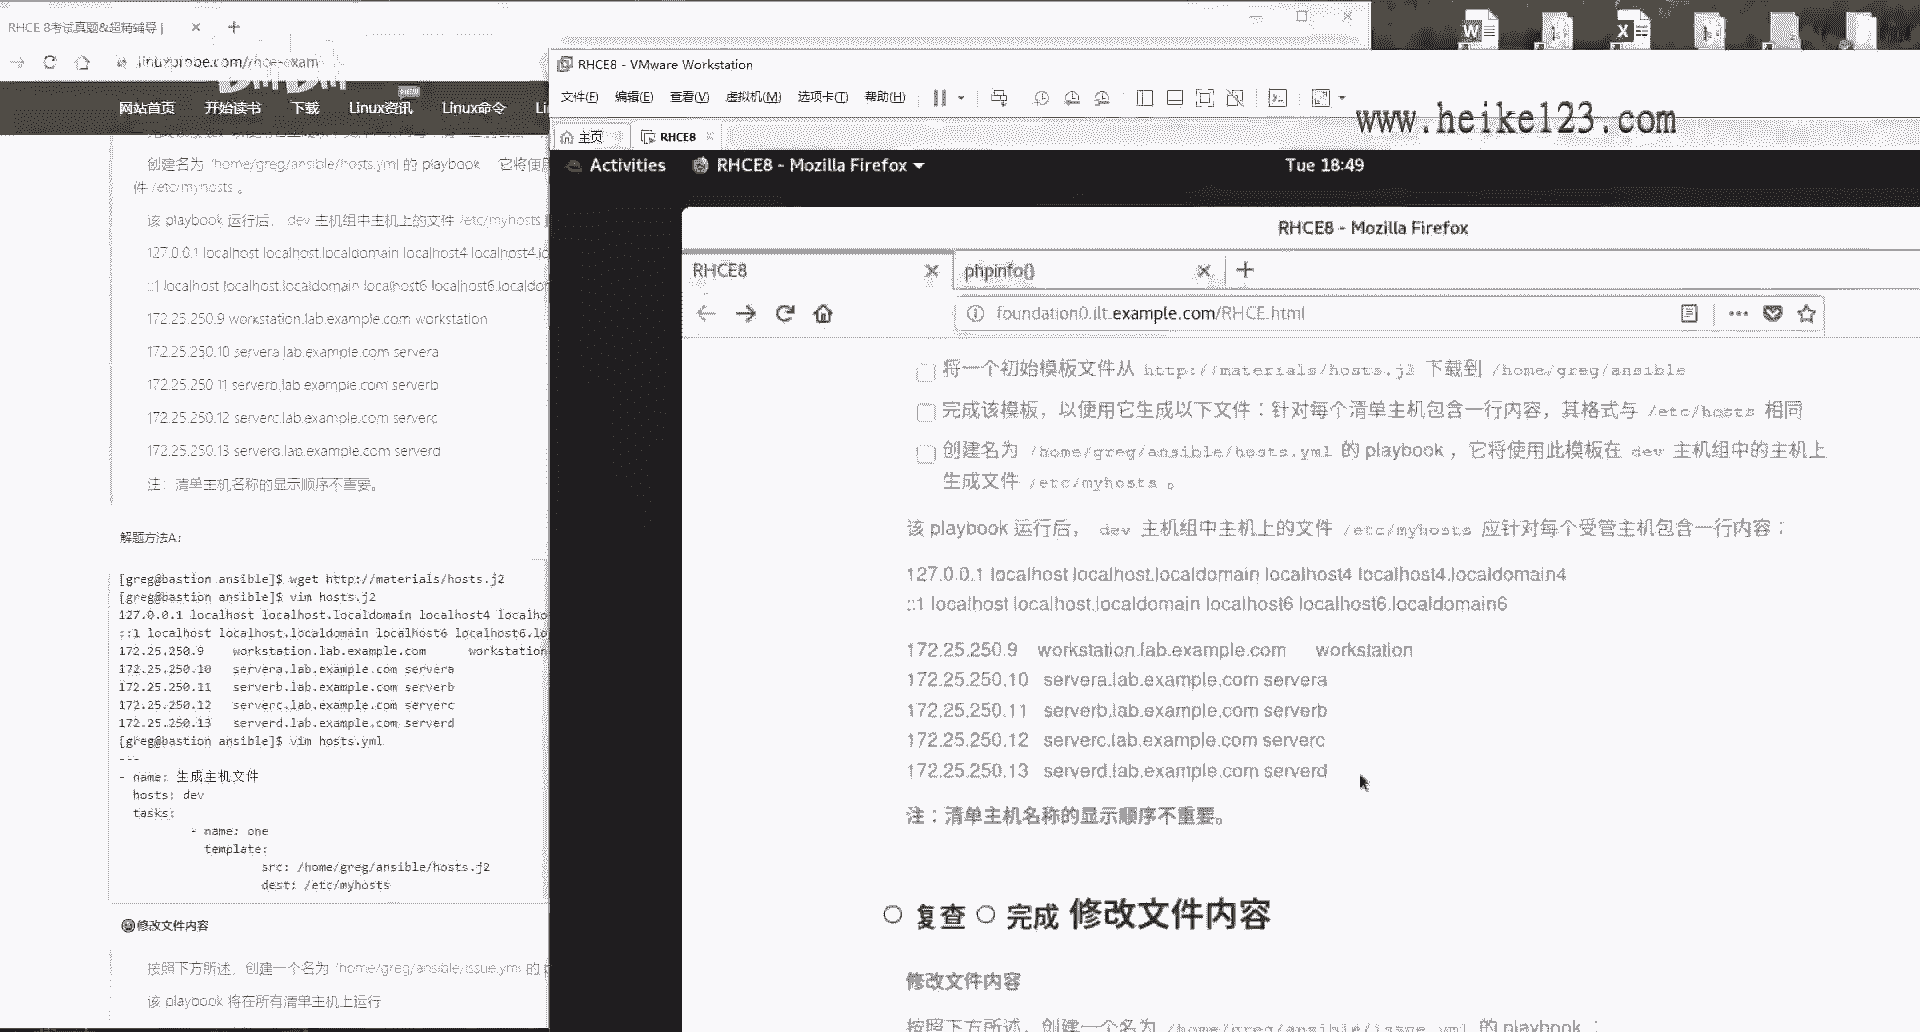 RHCE 8考试真题&超精辅导 |
linuxprobe.com//rhce-exam
网站首页 开始读书 下载 Linux资讯 Linux命令
创建名为 /home/greg/ansible/hosts.yml 的 playbook
件 /etc/myhosts 。
该 playbook 运行后， dev 主机组中主机上的文件 /etc/myhosts
127.0.0.1 localhost localhost.localdomain localhost4
::1 localhost localhost.localdomain localhost6
172.25.250.9 workstation.lab.example.com workstation
172.25.250.10 servera.lab.example.com servera
172.25.250.11 serverb.lab.example.com serverb
172.25.250.12 serverc.lab.example.com serverc
172.25.250.13 serverd.lab.example.com serverd
注：清单主机名称的显示顺序不重要。
解题方法A:
[greg@bastion ansible]$ wget http://materials/hosts.j2
[greg@bastion ansible]$ vim hosts.j2
127.0.0.1 localhost localhost.localdomain localhost4 localho
::1 localhost localhost.localdomain localhost6 localhost6.lo
172.25.250.9 workstation.lab.example.com workstation
172.25.250.10 servera.lab.example.com servera
172.25.250.11 serverb.lab.example.com serverb
172.25.250.12 serverc.lab.example.com serverc
172.25.250.13 serverd.lab.example.com serverd
[greg@bastion ansible]$ vim hosts.yml
---
- name: 生成主机文件
hosts: dev
tasks:
- name: one
template:
src: /home/greg/ansible/hosts.j2
dest: /etc/myhosts
修改文件内容
按照下方所述，创建一个名为 /home/greg/ansible/issue.yml 的
该 playbook 将在所有清单主机上运行
RHCE8 - VMware Workstation
文件(F) 编辑(E) 查看(V) 虚拟机(M) 选项卡(T) 帮助(H)
www.heike123.com
主页 RHCE8
Activities RHCE8 - Mozilla Firefox Tue 18:49
RHCE8 - Mozilla Firefox
RHCE8 phpinfo()
foundation0.ilt.example.com/RHCE.html
将一个初始模板文件从 http://materials/hosts.j2 下载到 /home/greg/ansible
完成该模板，以使用它生成以下文件：针对每个清单主机包含一行内容，其格式与 /etc/hosts 相同
创建名为 /home/greg/ansible/hosts.yml 的 playbook ，它将使用此模板在 dev 主机组中的主机上
生成文件 /etc/myhosts 。
该 playbook 运行后， dev 主机组中主机上的文件 /etc/myhosts 应针对每个受管主机包含一行内容：
127.0.0.1 localhost localhost.localdomain localhost4 localhost4.localdomain4
::1 localhost localhost.localdomain localhost6 localhost6.localdomain6
172.25.250.9 workstation.lab.example.com workstation
172.25.250.10 servera.lab.example.com servera
172.25.250.11 serverb.lab.example.com serverb
172.25.250.12 serverc.lab.example.com serverc
172.25.250.13 serverd.lab.example.com serverd
注：清单主机名称的显示顺序不重要。
复查 完成 修改文件内容
修改文件内容
按照下方所述，创建一个名为 /home/greg/ansible/issue.yml 的 playbook ：